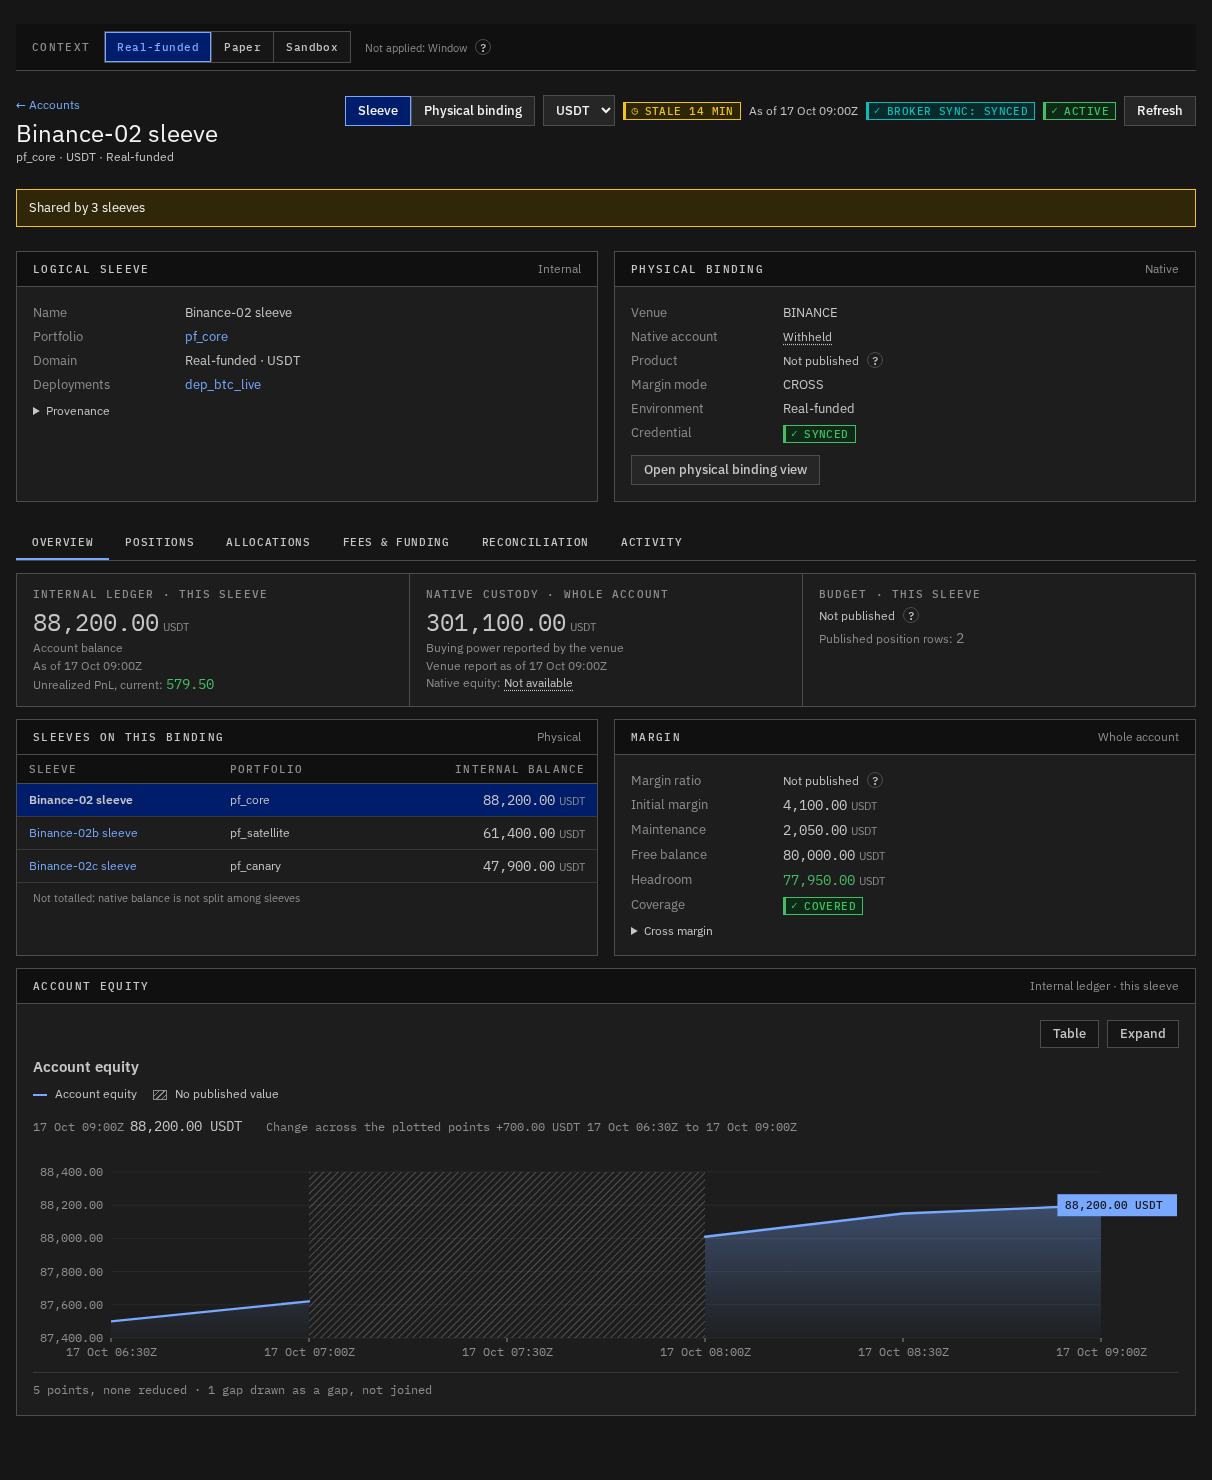 CONTEXT Real-funded Paper Sandbox Not applied: Window ?
← Accounts
Sleeve Physical binding USDT ◷ STALE 14 MIN As of 17 Oct 09:00Z ✓ BROKER SYNC: SYNCED ✓ ACTIVE Refresh
Binance-02 sleeve
pf_core · USDT · Real-funded
Shared by 3 sleeves
LOGICAL SLEEVE Internal
Name Binance-02 sleeve
Portfolio pf_core
Domain Real-funded · USDT
Deployments dep_btc_live
▶ Provenance
PHYSICAL BINDING Native
Venue BINANCE
Native account Withheld
Product Not published ?
Margin mode CROSS
Environment Real-funded
Credential ✓ SYNCED
Open physical binding view
OVERVIEW POSITIONS ALLOCATIONS FEES & FUNDING RECONCILIATION ACTIVITY
INTERNAL LEDGER · THIS SLEEVE
88,200.00 USDT
Account balance
As of 17 Oct 09:00Z
Unrealized PnL, current: 579.50
NATIVE CUSTODY · WHOLE ACCOUNT
301,100.00 USDT
Buying power reported by the venue
Venue report as of 17 Oct 09:00Z
Native equity: Not available
BUDGET · THIS SLEEVE
Not published ?
Published position rows: 2
SLEEVES ON THIS BINDING Physical
SLEEVE PORTFOLIO INTERNAL BALANCE
Binance-02 sleeve pf_core 88,200.00 USDT
Binance-02b sleeve pf_satellite 61,400.00 USDT
Binance-02c sleeve pf_canary 47,900.00 USDT
Not totalled: native balance is not split among sleeves
MARGIN Whole account
Margin ratio Not published ?
Initial margin 4,100.00 USDT
Maintenance 2,050.00 USDT
Free balance 80,000.00 USDT
Headroom 77,950.00 USDT
Coverage ✓ COVERED
▶ Cross margin
ACCOUNT EQUITY Internal ledger · this sleeve
Table Expand
Account equity
Account equity No published value
17 Oct 09:00Z 88,200.00 USDT Change across the plotted points +700.00 USDT 17 Oct 06:30Z to 17 Oct 09:00Z
88,400.00
88,200.00 88,200.00 USDT
88,000.00
87,800.00
87,600.00
87,400.00
17 Oct 06:30Z 17 Oct 07:00Z 17 Oct 07:30Z 17 Oct 08:00Z 17 Oct 08:30Z 17 Oct 09:00Z
5 points, none reduced · 1 gap drawn as a gap, not joined